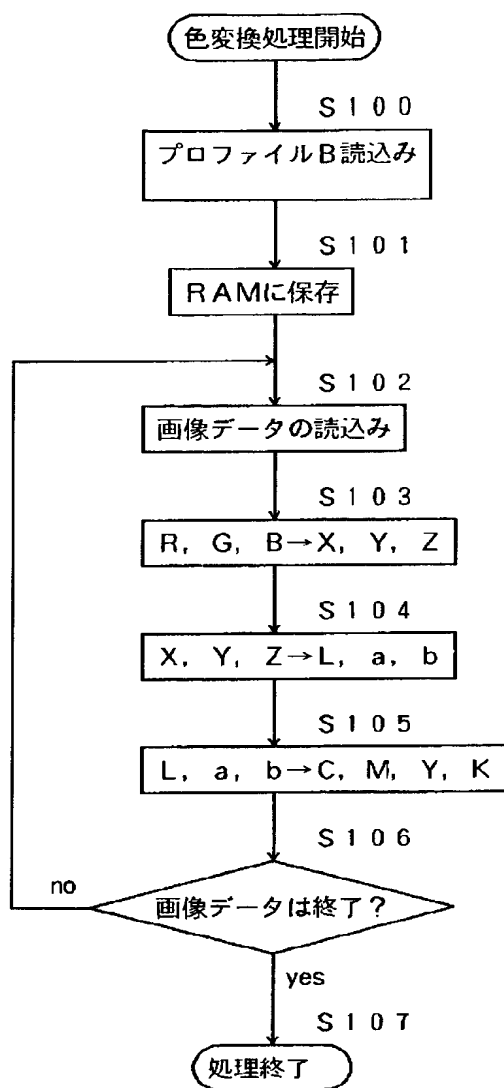 色変換処理開始
S100
プロファイルB読込み
S101
RAMに保存
S102
画像データの読込み
S103
R, G, B→X, Y, Z
S104
X, Y, Z→L, a, b
S105
L, a, b→C, M, Y, K
S106
no
画像データは終了?
yes
S107
処理終了